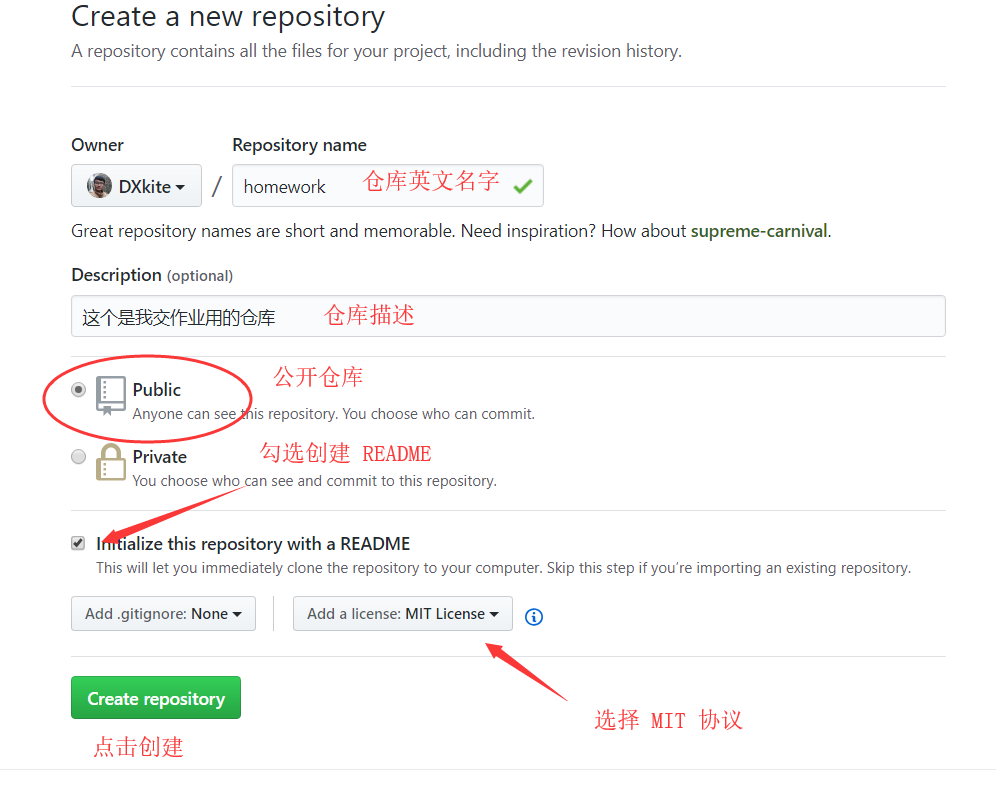 Create a new repository
A repository contains all the files for your project, including the revision history.
Owner
Repository name
DXkite
/
homework
仓库英文名字
Great repository names are short and memorable. Need inspiration? How about supreme-carnival.
Description (optional)
这个是我交作业用的仓库
仓库描述
公开仓库
Public
Anyone can see this repository. You choose who can commit.
勾选创建 README
Private
You choose who can see and commit to this repository.
Initialize this repository with a README
This will let you immediately clone the repository to your computer. Skip this step if you’re importing an existing repository.
Add .gitignore: None
Add a license: MIT License
Create repository
选择 MIT 协议
点击创建